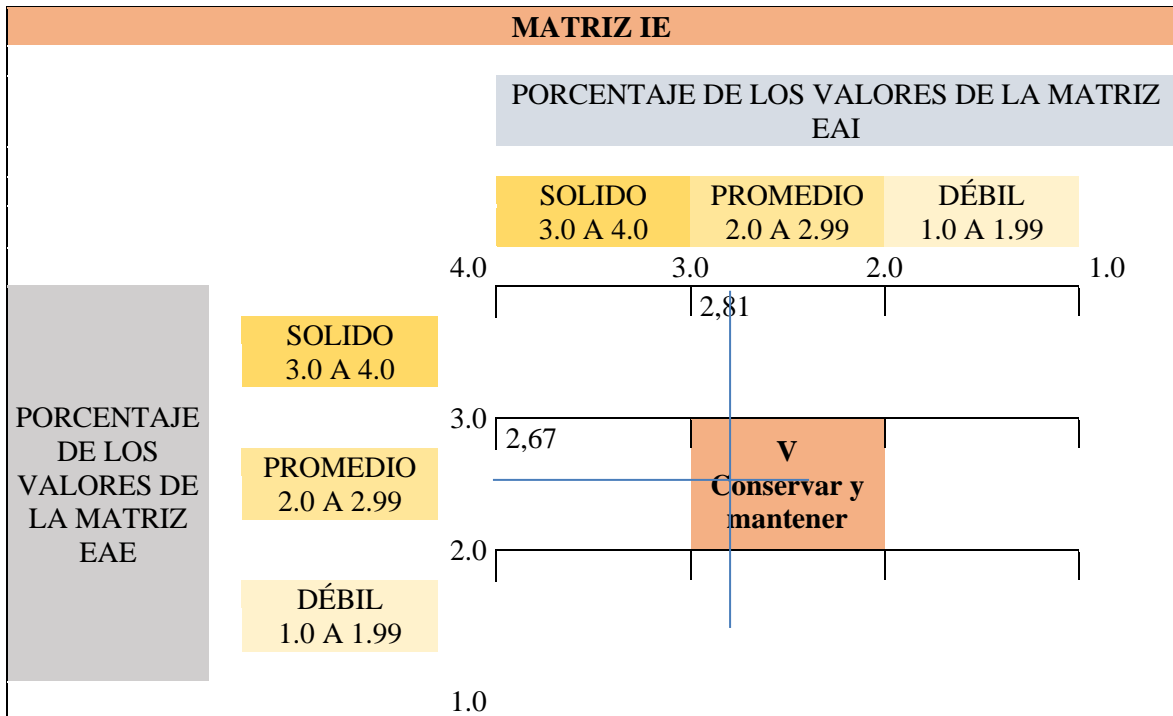 MATRIZ IE
PORCENTAJE DE LOS VALORES DE LA MATRIZ
EAI
SOLIDO
3.0 A 4.0
PROMEDIO
2.0 A 2.99
DÉBIL
1.0 A 1.99
4.0
3.0
2.0
1.0
2,81
SOLIDO
3.0 A 4.0
PORCENTAJE
DE LOS
VALORES DE
LA MATRIZ
EAE
3.0
2,67
V
Conservar y
mantener
PROMEDIO
2.0 A 2.99
2.0
DÉBIL
1.0 A 1.99
1.0